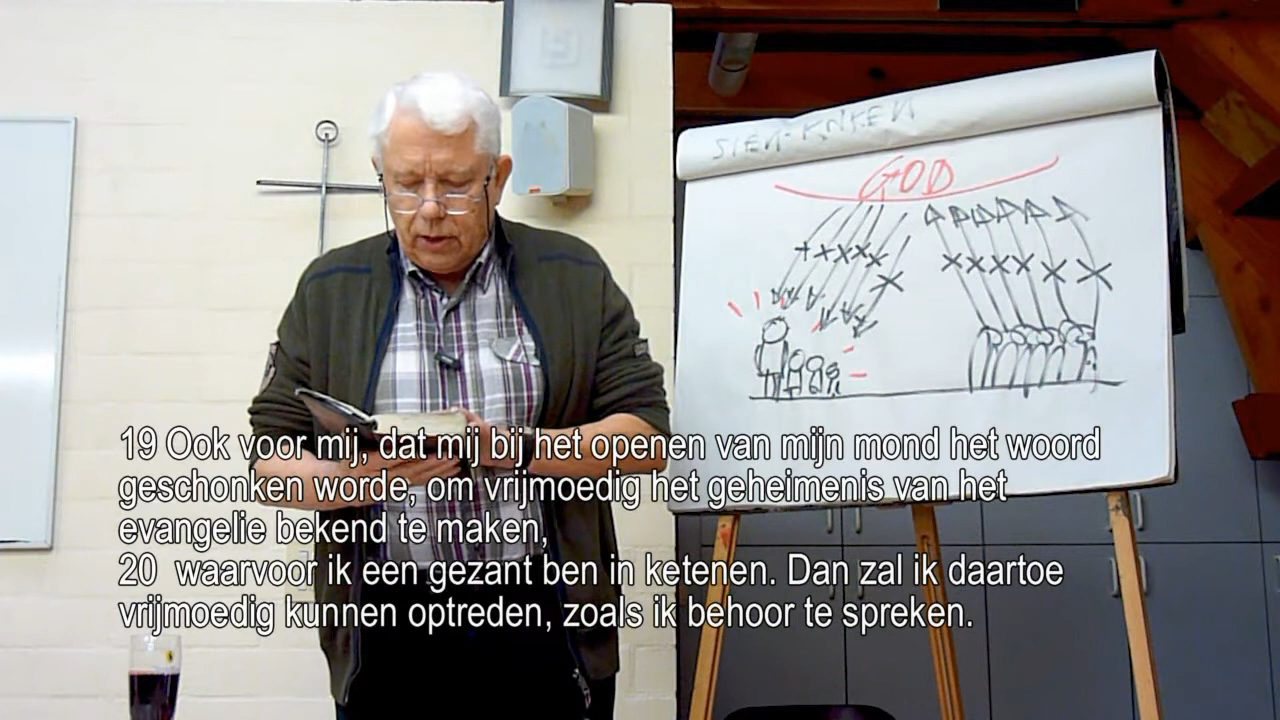 GOD
19 Ook voor mij, dat mij bij het openen van mijn mond het woord
geschonken worde, om vrijmoedig het geheimenis van het
evangelie bekend te maken,
20 waarvoor ik een gezant ben in ketenen. Dan zal ik daartoe
vrijmoedig kunnen optreden, zoals ik behoor te spreken.